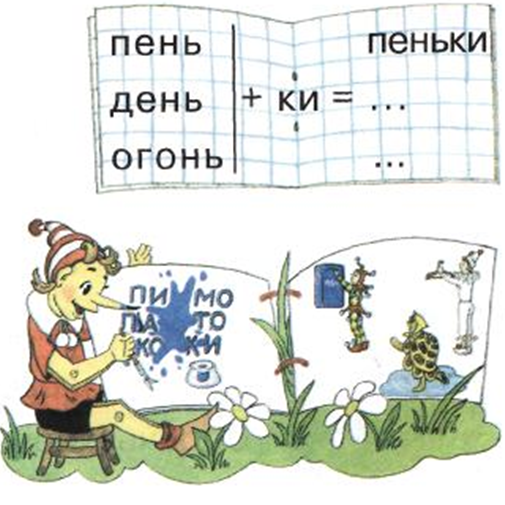 пень пеньки
день + ки = ...
огонь ...
ПИ МО
ПА ТО
КО КИ